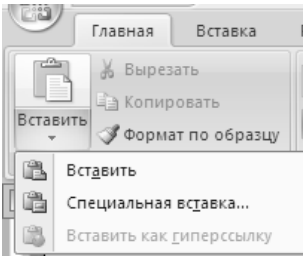 Главная Вставка
Вырезать
Копировать
Вставить
Формат по образцу
Вставить
Специальная вставка...
Вставить как гиперссылку